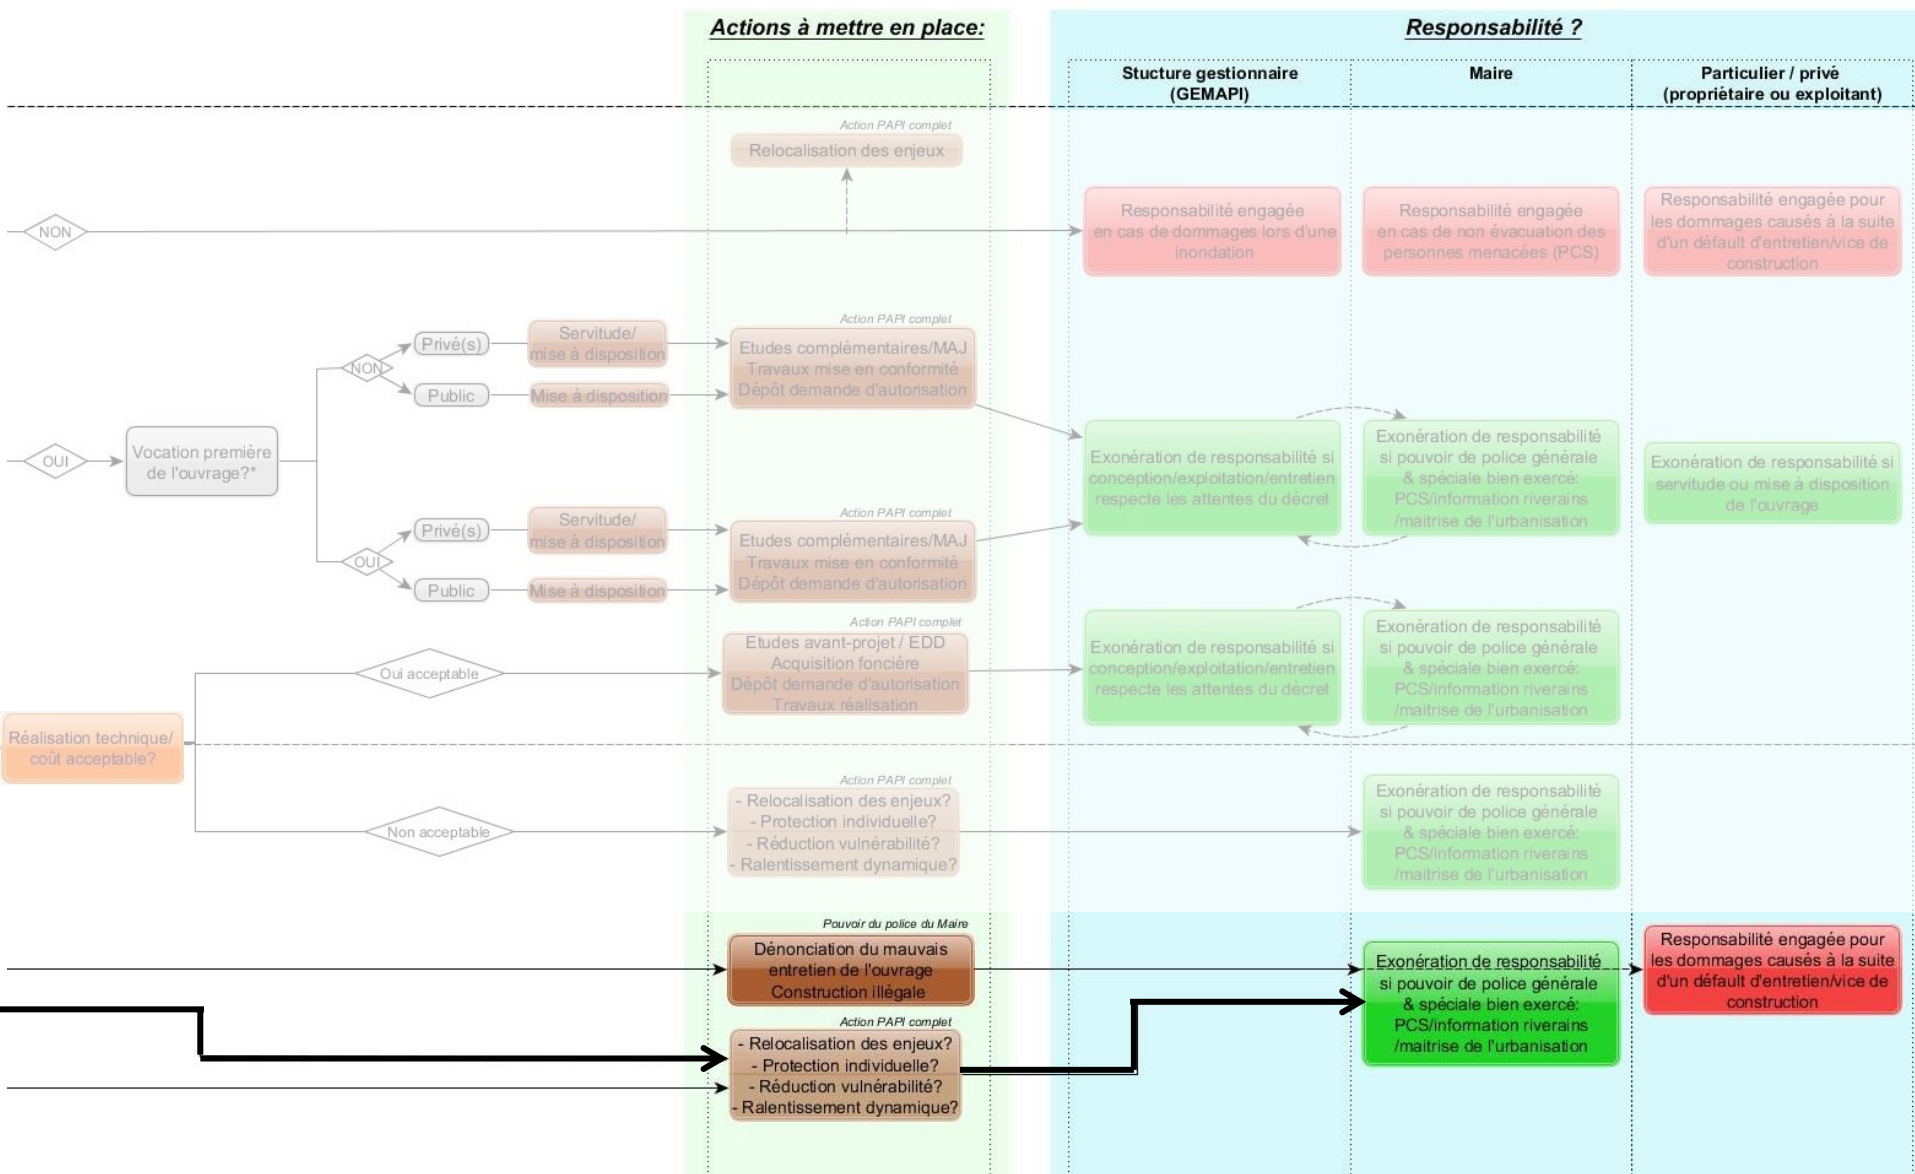 Actions à mettre en place:
Responsabilité ?
Stucture gestionnaire
(GEMAPI)
Maire
Particulier / privé
(propriétaire ou exploitant)
Action PAPI complet
Relocalisation des enjeux
NON
Responsabilité engagée
en cas de dommages lors d'une
inondation
Responsabilité engagée
en cas de non évacuation des
personnes menacées (PCS)
Responsabilité engagée pour
les dommages causés à la suite
d'un défault d'entretien/vice de
construction
OUI
Vocation première
de l'ouvrage?*
NON
Privé(s)
Servitude/
mise à disposition
Public
Mise à disposition
Action PAPI complet
Etudes complémentaires/MAJ
Travaux mise en conformité
Dépôt demande d'autorisation
OUI
Privé(s)
Servitude/
mise à disposition
Public
Mise à disposition
Action PAPI complet
Etudes complémentaires/MAJ
Travaux mise en conformité
Dépôt demande d'autorisation
Exonération de responsabilité si
conception/exploitation/entretien
respecte les attentes du décret
Exonération de responsabilité
si pouvoir de police générale
& spéciale bien exercé:
PCS/information riverains
/maitrise de l'urbanisation
Exonération de responsabilité si
servitude ou mise à disposition
de l'ouvrage
Réalisation technique/
coût acceptable?
Oui acceptable
Action PAPI complet
Etudes avant-projet / EDD
Acquisition foncière
Dépôt demande d'autorisation
Travaux réalisation
Exonération de responsabilité si
conception/exploitation/entretien
respecte les attentes du décret
Exonération de responsabilité
si pouvoir de police générale
& spéciale bien exercé:
PCS/information riverains
/maitrise de l'urbanisation
Non acceptable
Action PAPI complet
- Relocalisation des enjeux?
- Protection individuelle?
- Réduction vulnérabilité?
- Ralentissement dynamique?
Exonération de responsabilité
si pouvoir de police générale
& spéciale bien exercé:
PCS/information riverains
/maitrise de l'urbanisation
Pouvoir du police du Maire
Dénonciation du mauvais
entretien de l'ouvrage
Construction illégale
Action PAPI complet
- Relocalisation des enjeux?
- Protection individuelle?
- Réduction vulnérabilité?
- Ralentissement dynamique?
Exonération de responsabilité
si pouvoir de police générale
& spéciale bien exercé:
PCS/information riverains
/maitrise de l'urbanisation
Responsabilité engagée pour
les dommages causés à la suite
d'un défault d'entretien/vice de
construction